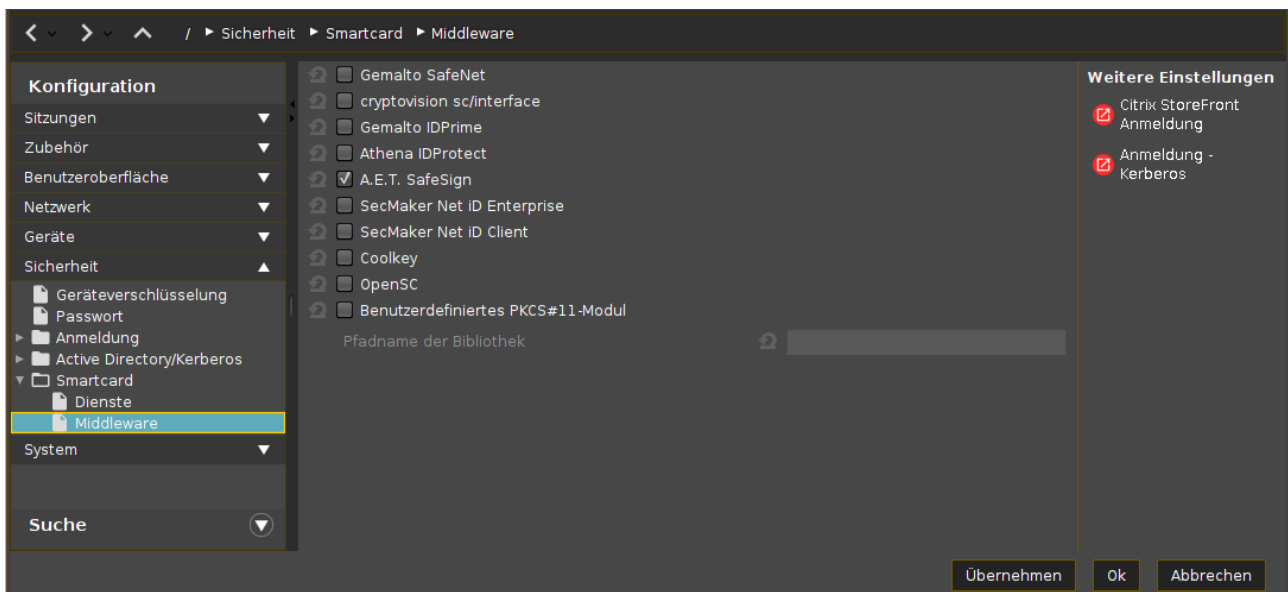 / Sicherheit Smartcard Middleware
Konfiguration
Sitzungen
Zubehör
Benutzeroberfläche
Netzwerk
Geräte
Sicherheit
Geräteverschlüsselung
Passwort
Anmeldung
Active Directory/Kerberos
Smartcard
Dienste
Middleware
System
Suche
Gemalto SafeNet
cryptovision sc/interface
Gemalto IDPrime
Athena IDProtect
A.E.T. SafeSign
SecMaker Net iD Enterprise
SecMaker Net iD Client
Coolkey
OpenSC
Benutzerdefiniertes PKCS#11-Modul
Pfadname der Bibliothek
Weitere Einstellungen
Citrix StoreFront
Anmeldung
Anmeldung -
Kerberos
Übernehmen
Ok
Abbrechen